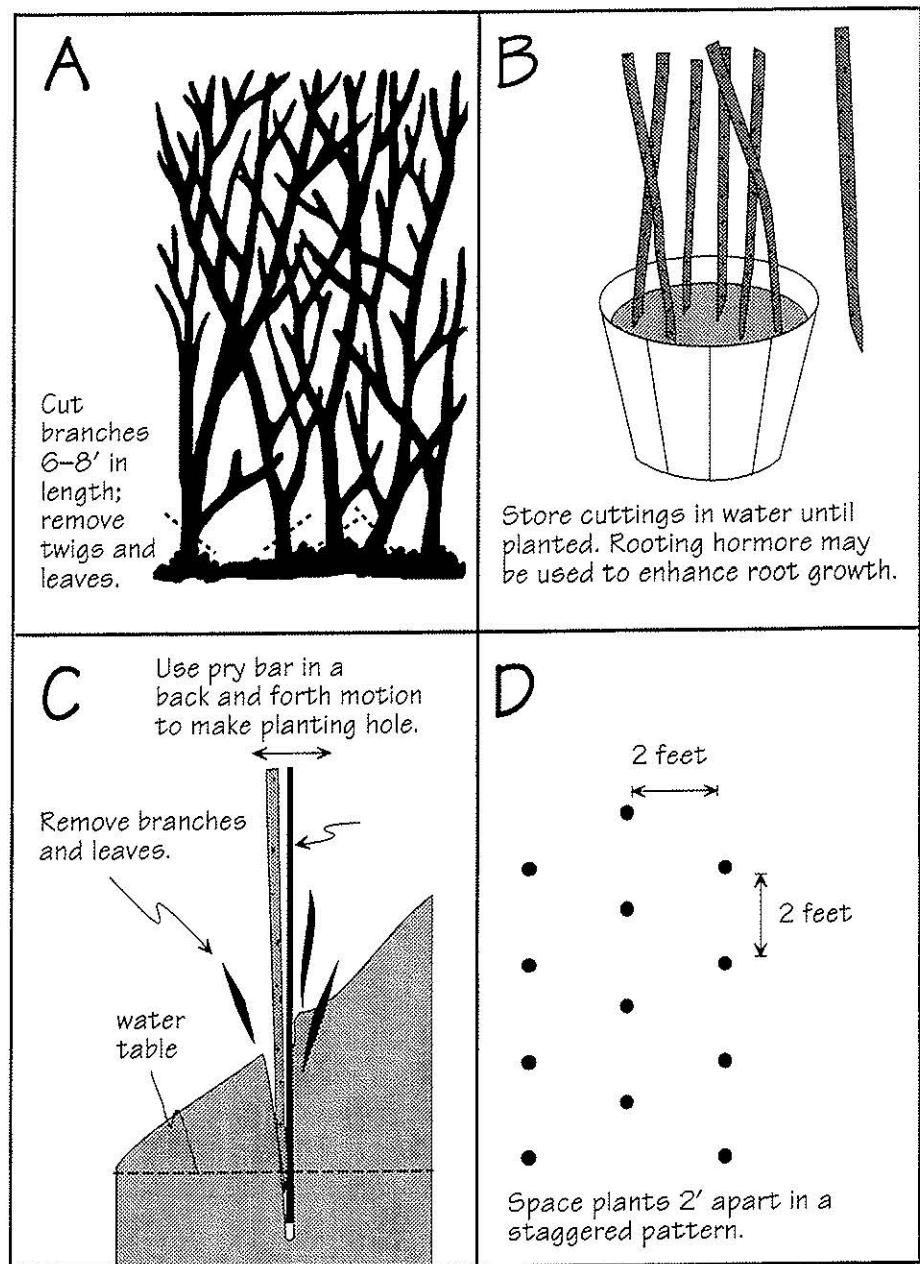 A
Cut
branches
6–8' in
length;
remove
twigs and
leaves.
B
Store cuttings in water until
planted. Rooting hormore may
be used to enhance root growth.
C
Use pry bar in a
back and forth motion
to make planting hole.
Remove branches
and leaves.
water
table
D
2 feet
2 feet
Space plants 2' apart in a
staggered pattern.